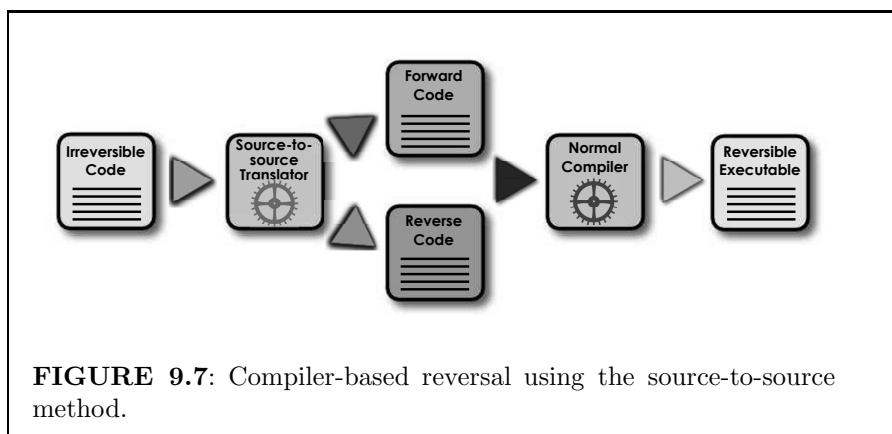 Irreversible
Code
Source-to-
source
Translator
Forward
Code
Reverse
Code
Normal
Compiler
Reversible
Executable
FIGURE 9.7: Compiler-based reversal using the source-to-source
method.